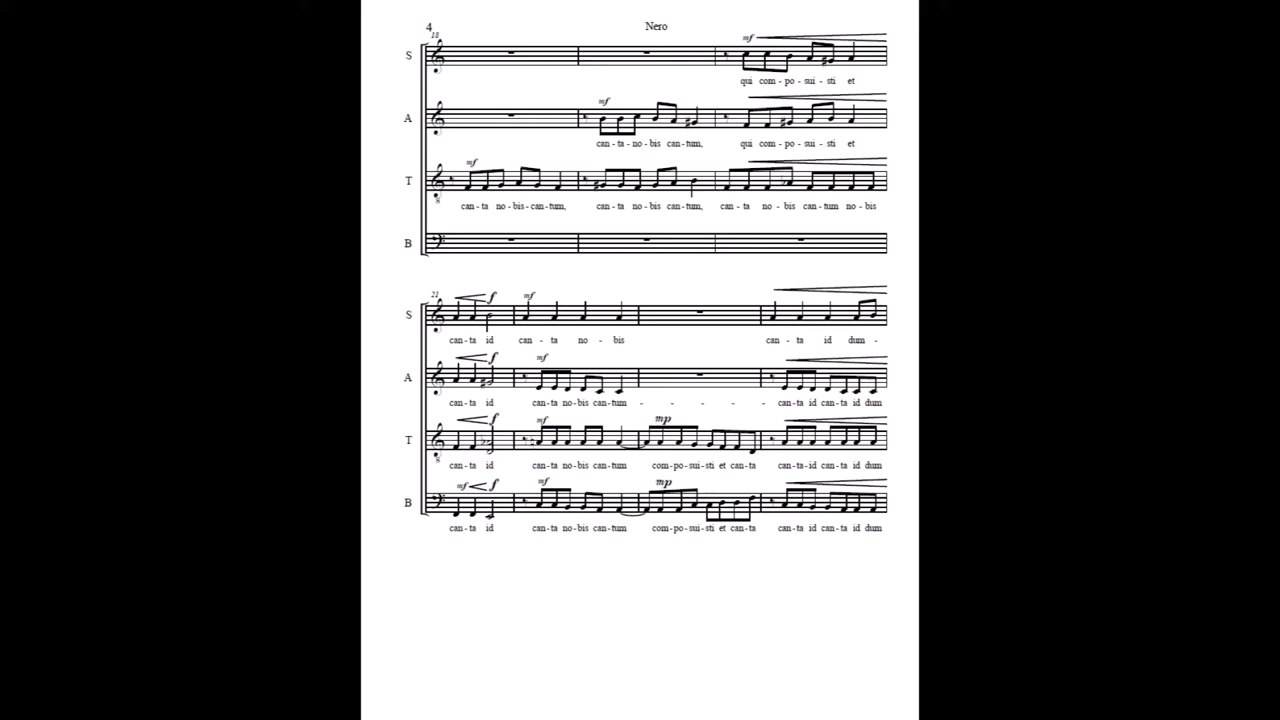 4
Nero
18
mf
S
qui com - po - sui - sti et
mf
A
can - ta - no - bis can - tum, qui com - po - sui - sti et
mf
T
can - ta no - bis - can - tum, can - ta no - bis can - tum, can - ta no - bis can - tum no - bis
8
B
21
f mf
S
can - ta id can - ta no - bis can - ta id dum -
f mf
A
can - ta id can - ta no - bis can - tum - - - - - can - ta id can - ta id dum
f mf mp
T
8
can - ta id can - ta no - bis can - tum com - po - sui - sti et can - ta can - ta - id can - ta id dum
mf f mf mp
B
can - ta id can - ta no - bis can - tum com - po - sui - sti et can - ta can - ta id can - ta id dum